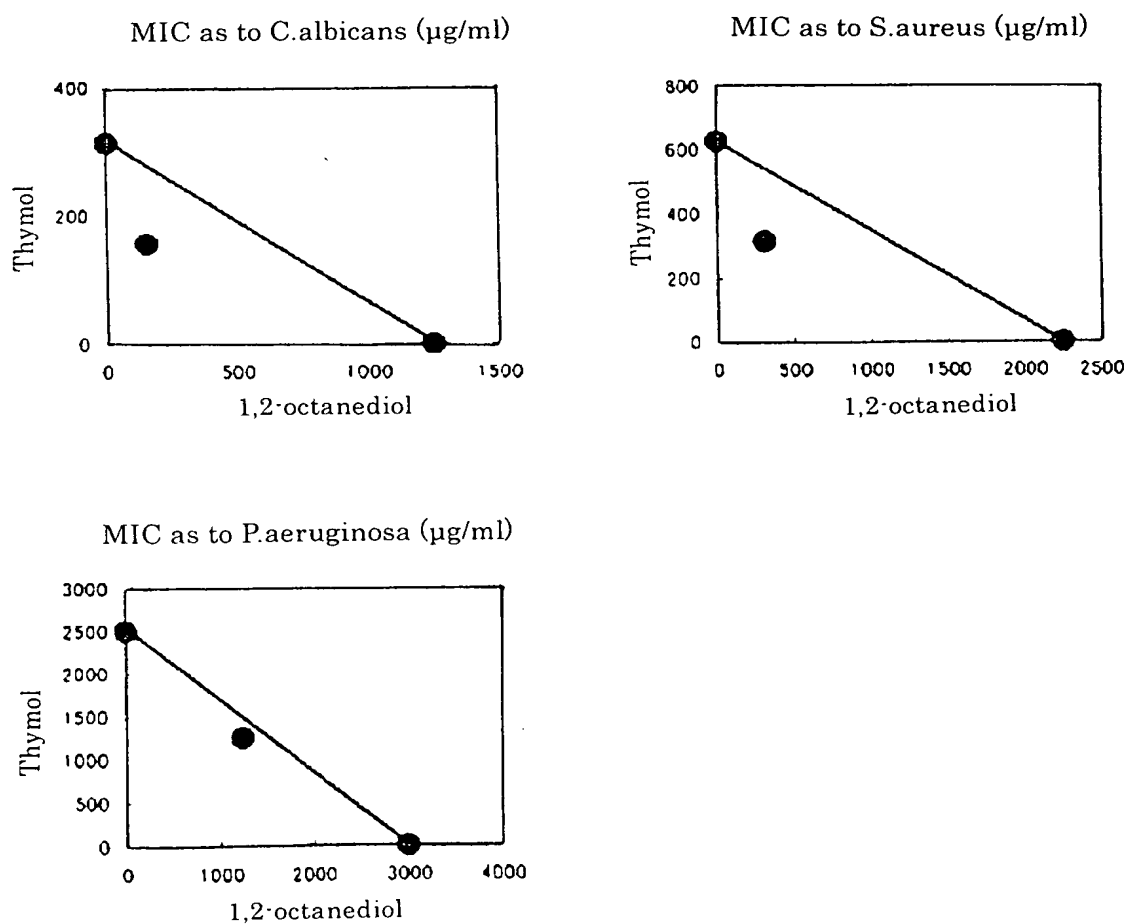 MIC as to C.albicans (µg/ml)
400
200
0
Thymol
0 500 1000 1500
1,2-octanediol
MIC as to S.aureus (µg/ml)
800
600
400
200
0
Thymol
0 500 1000 1500 2000 2500
1,2-octanediol
MIC as to P.aeruginosa (µg/ml)
3000
2500
2000
1500
1000
500
0
Thymol
0 1000 2000 3000 4000
1,2-octanediol